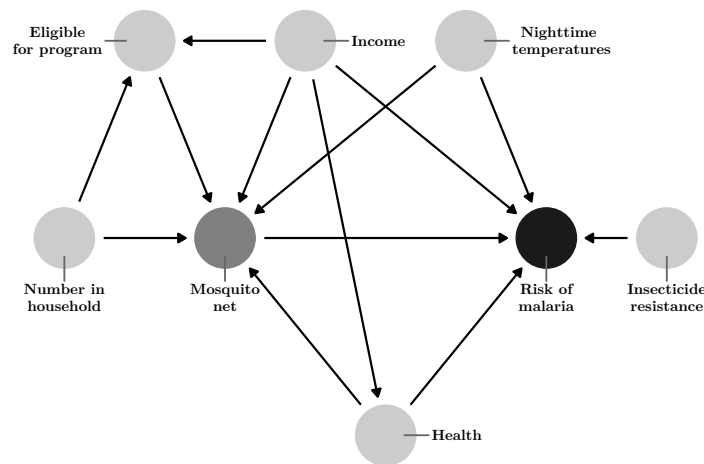 Eligible
for program
Income
Nighttime
temperatures
Number in
household
Mosquito
net
Risk of
malaria
Insecticide
resistance
Health